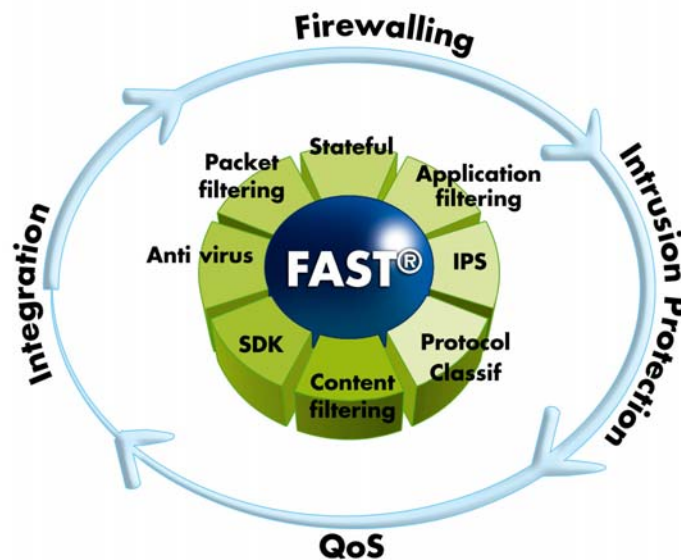 Firewalling
Stateful
Packet
filtering
Application
filtering
Anti virus
FAST®
IPS
SDK
Protocol
Classif
Content
filtering
Integration
Intrusion Protection
QoS